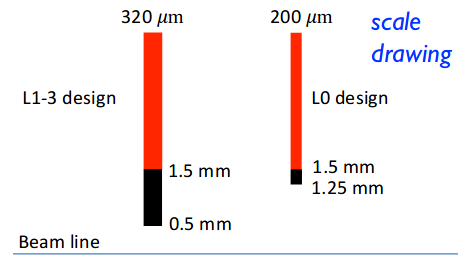 320 μm
200 μm
scale
drawing
L1-3 design
L0 design
1.5 mm
1.5 mm
1.25 mm
0.5 mm
Beam line